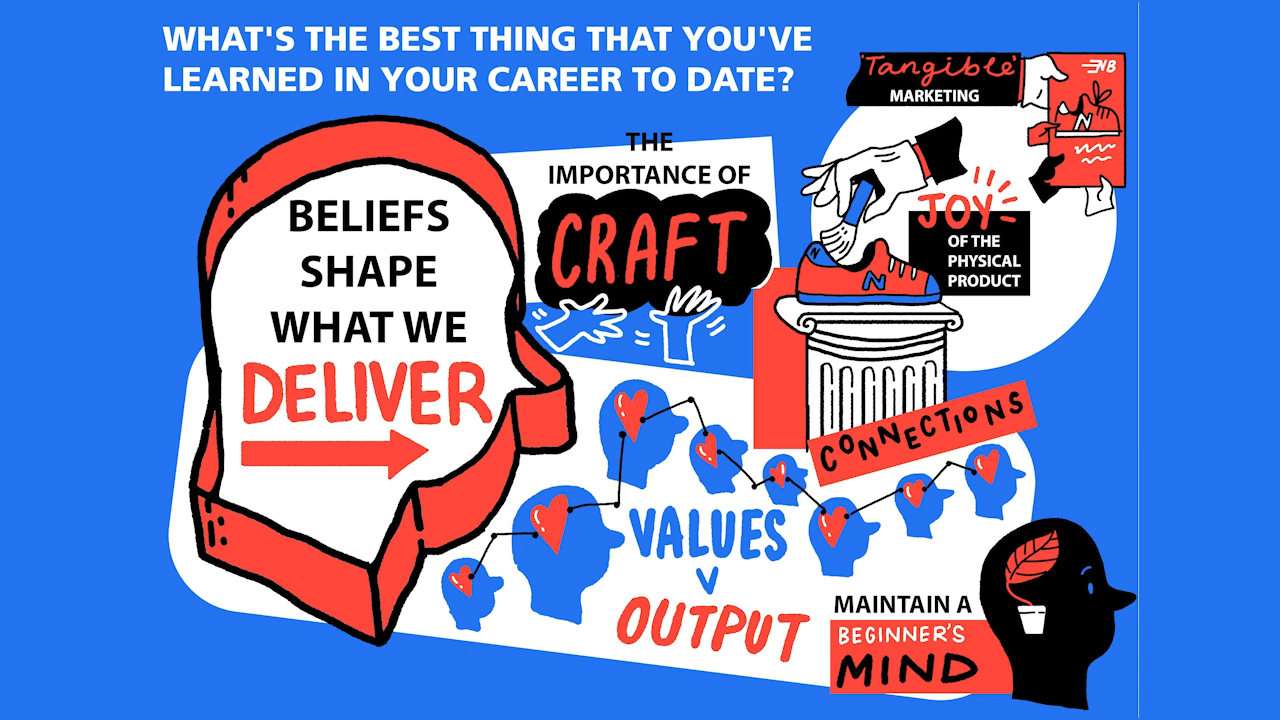 WHAT'S THE BEST THING THAT YOU'VE
LEARNED IN YOUR CAREER TO DATE?
BELIEFS
SHAPE
WHAT WE
DELIVER
THE
IMPORTANCE OF
CRAFT
'Tangible'
MARKETING
NB
N
JOY
OF THE
PHYSICAL
PRODUCT
N
N
CONNECTIONS
VALUES
V
OUTPUT
MAINTAIN A
BEGINNER'S
MIND